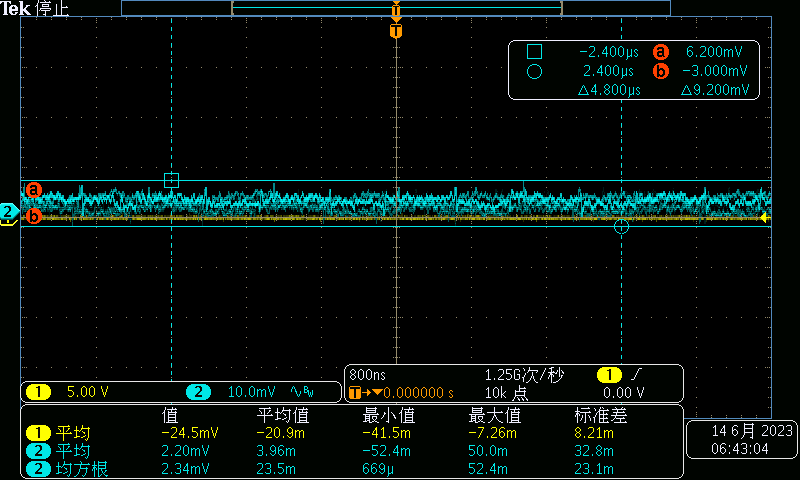 Tek 停止
T
T
-2.400µs a 6.200mV
2.400µs b -3.000mV
△4.800µs △9.200mV
a
2
b
1 5.00 V 2 10.0mV BW
800ns 1.25G次/秒 1
T→▼0.000000 s 10k 点 0.00 V
值 平均值 最小值 最大值 标准差
1 平均 -24.5mV -20.9m -41.5m -7.26m 8.21m
2 平均 2.20mV 3.96m -52.4m 50.0m 32.8m
2 均方根 2.34mV 23.5m 669µ 52.4m 23.1m
14 6月 2023
06:43:04